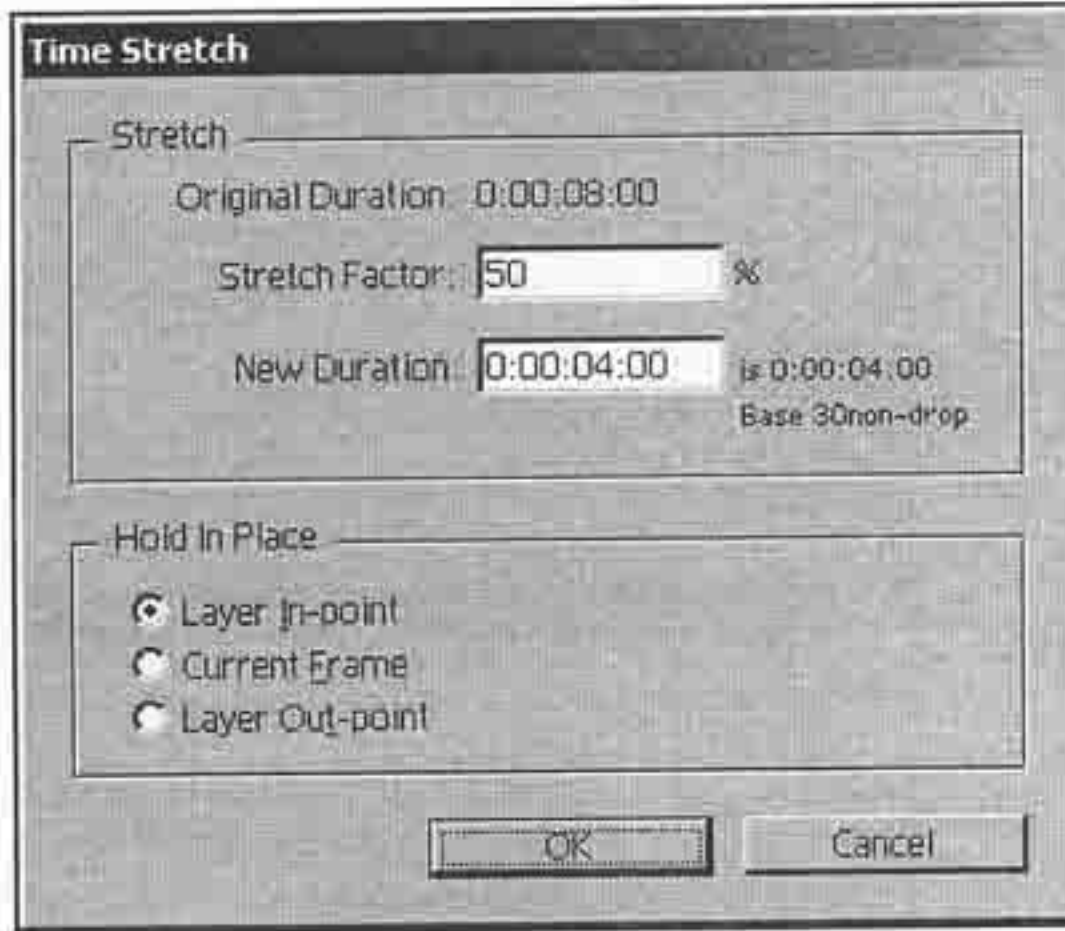 Time Stretch
Stretch
Original Duration: 0:00:08:00
Stretch Factor: 50 %
New Duration: 0:00:04:00 is 0:00:04:00
Base 30non-drop
Hold In Place
Layer In-point
Current Frame
Layer Out-point
OK Cancel